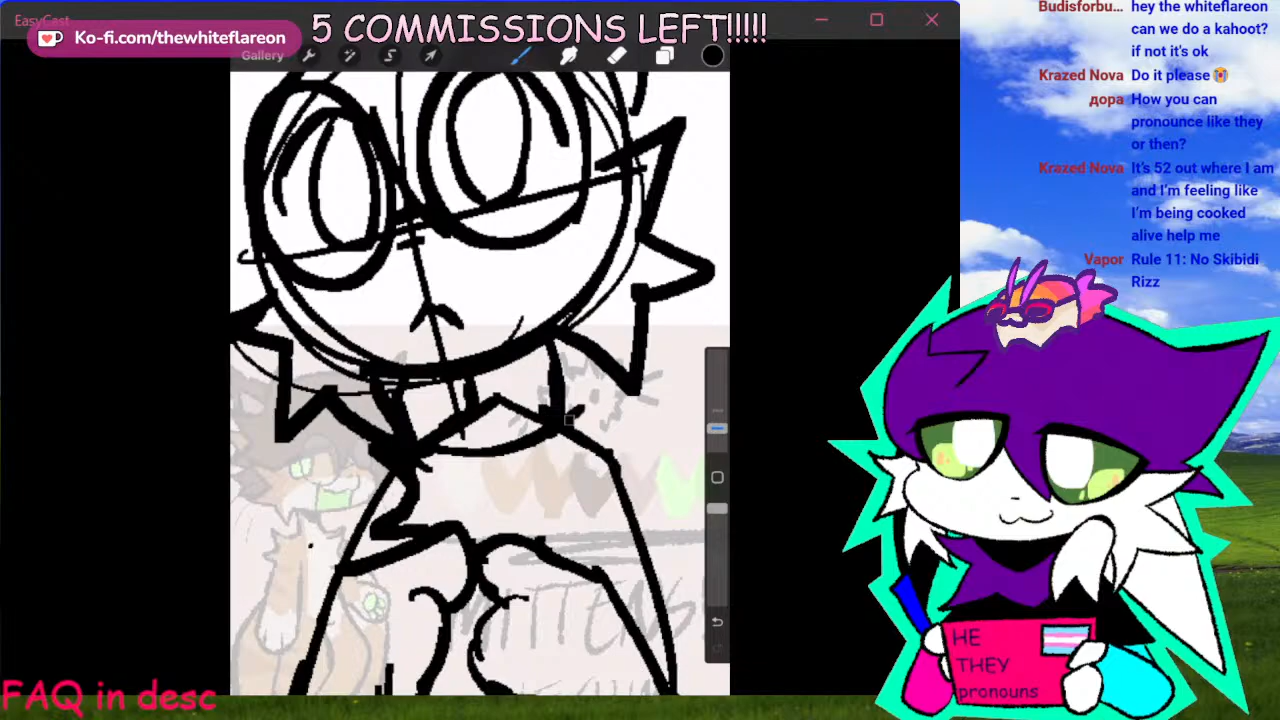 EasyCast
Ko-fi.com/thewhiteflareon
5 COMMISSIONS LEFT!!!!!
Gallery
Budisforbu... hey the whiteflareon
can we do a kahoot?
if not it's ok
Krazed Nova Do it please😭
дора How you can
pronounce like they
or then?
Krazed Nova It's 52 out where I am
and I'm feeling like
I'm being cooked
alive help me
Vapor Rule 11: No Skibidi
Rizz
MITTENS
HE
THEY
pronouns
FAQ in desc